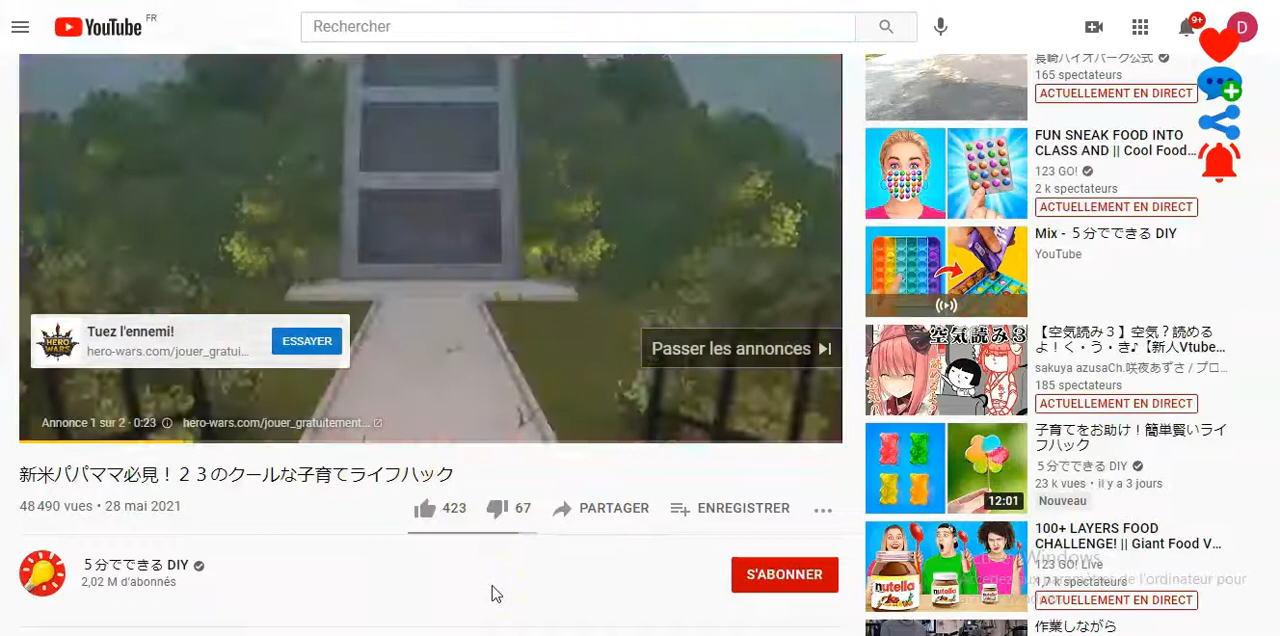 YouTube FR
Rechercher
9+
D
Tuez l'ennemi!
hero-wars.com/jouer_gratui...
HERO WARS
ESSAYER
Passer les annonces
Annonce 1 sur 2 · 0:23
hero-wars.com/jouer_gratuitement...
新米パパママ必見！２３のクールな子育てライフハック
48 490 vues • 28 mai 2021
423
67
PARTAGER
ENREGISTRER
５分でできる DIY
2,02 M d'abonnés
S'ABONNER
長崎バイオパーク公式
165 spectateurs
ACTUELLEMENT EN DIRECT
FUN SNEAK FOOD INTO
CLASS AND || Cool Food…
123 GO!
2 k spectateurs
ACTUELLEMENT EN DIRECT
Mix - ５分でできる DIY
YouTube
空気読み３
【空気読み３】空気？読める
よ！く・う・き♪【新人Vtube…
sakuya azusaCh.咲夜あずさ / プロ…
185 spectateurs
ACTUELLEMENT EN DIRECT
12:01
子育てをお助け！簡単賢いライ
フハック
５分でできる DIY
23 k vues • il y a 3 jours
Nouveau
nutella
nutella
100+ LAYERS FOOD
CHALLENGE! || Giant Food V…
123 GO! Live
1,7 k spectateurs
ACTUELLEMENT EN DIRECT
作業しながら